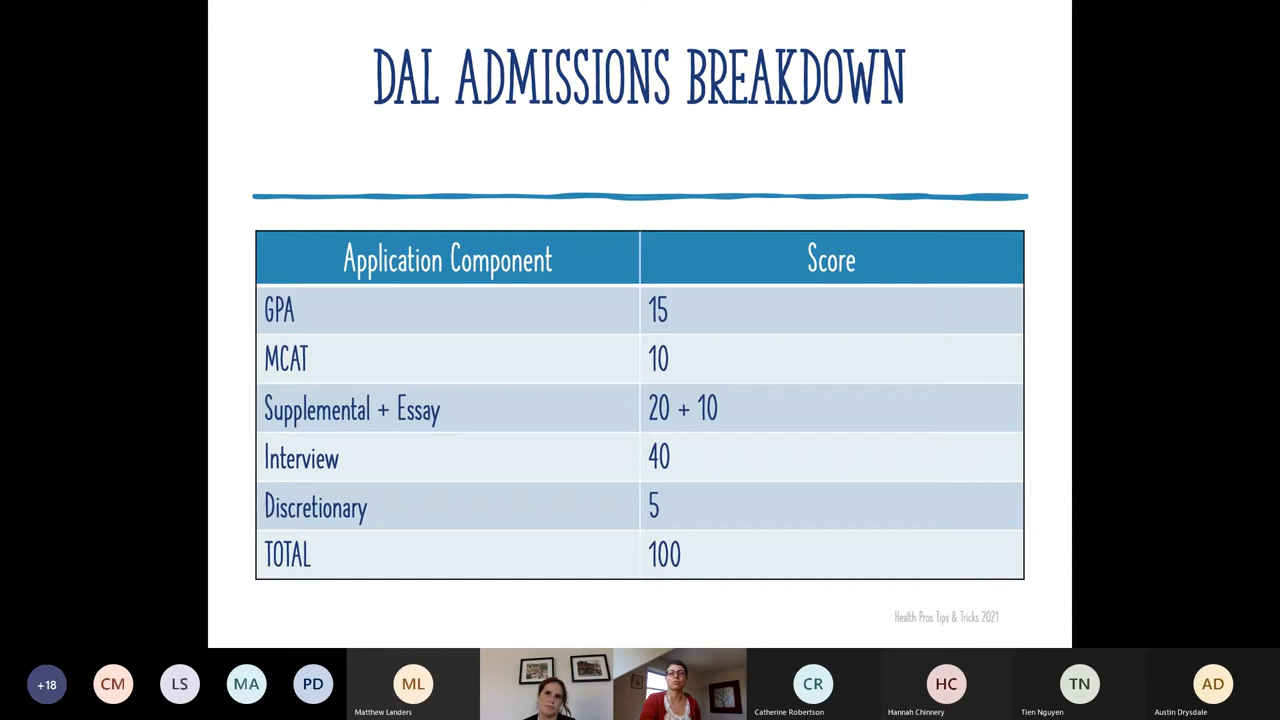 DAL ADMISSIONS BREAKDOWN
Application Component Score
GPA 15
MCAT 10
Supplemental + Essay 20 + 10
Interview 40
Discretionary 5
TOTAL 100
Health Pros Tips & Tricks 2021
+18 CM LS MA PD ML CR HC TN AD
Matthew Landers Catherine Robertson Hannah Chinnery Tien Nguyen Austin Drysdale